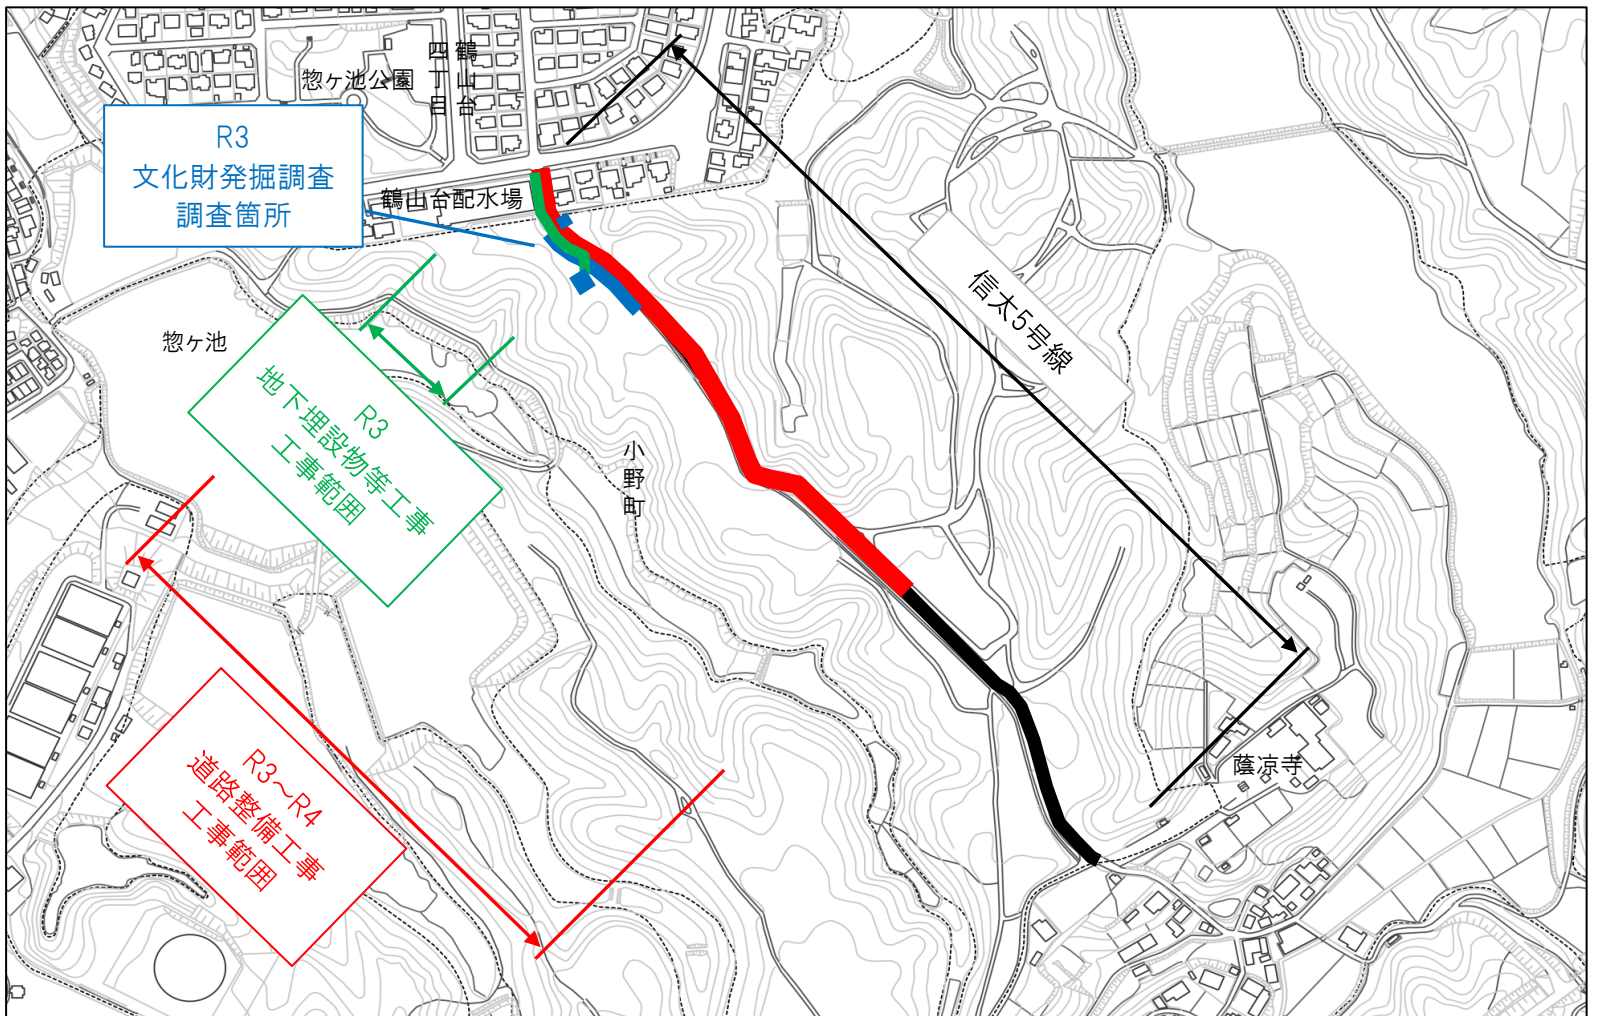 惣ヶ池公園
鶴山台
四丁目
R3
文化財発掘調査
調査箇所
鶴山台配水場
惣ヶ池
信太5号線
R3
地下埋設物等工事
工事範囲
小野町
R3～R4
道路整備工事
工事範囲
蔭凉寺